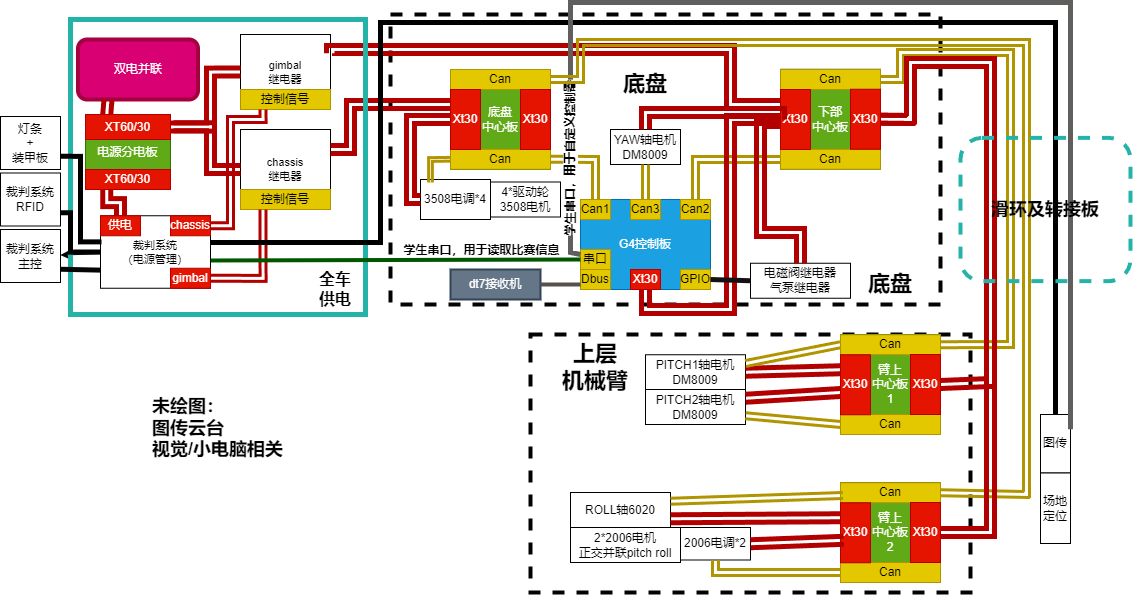 双电并联
XT60/30
电源分电板
XT60/30
gimbal
继电器
控制信号
chassis
继电器
控制信号
灯条
+
装甲板
裁判系统
RFID
裁判系统
主控
供电
chassis
裁判系统
(电源管理)
gimbal
全车
供电
底盘
Can
Xt30
底盘
中心板
Xt30
Can
3508电调*4
4*驱动轮
3508电机
学生串口，用于自定义控制器
YAW轴电机
DM8009
Can
Xt30
下部
中心板
Xt30
Can
Can1
Can3
Can2
G4控制板
串口
Dbus
Xt30
GPIO
学生串口，用于读取比赛信息
dt7接收机
电磁阀继电器
气泵继电器
底盘
滑环及转接板
上层
机械臂
PITCH1轴电机
DM8009
PITCH2轴电机
DM8009
Can
Xt30
臂上
中心板
1
Xt30
Can
ROLL轴6020
2*2006电机
正交并联pitch roll
2006电调*2
Can
Xt30
臂上
中心板
2
Xt30
Can
图传
场地
定位
未绘图：
图传云台
视觉/小电脑相关